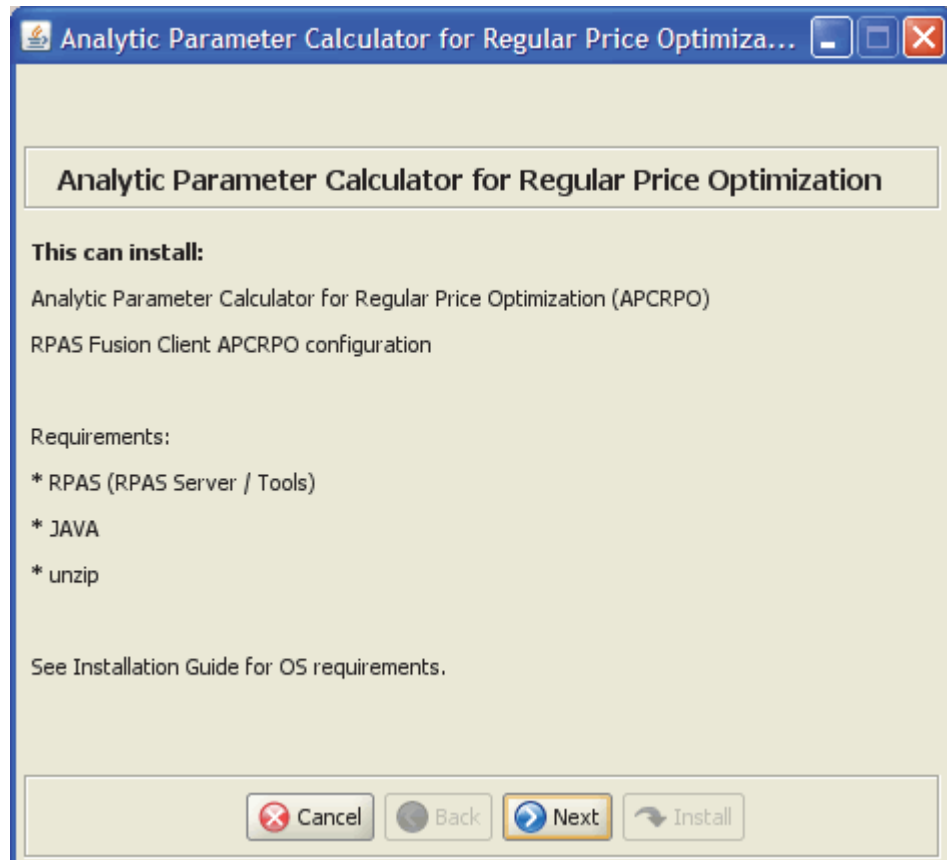 Analytic Parameter Calculator for Regular Price Optimiza...
Analytic Parameter Calculator for Regular Price Optimization
This can install:
Analytic Parameter Calculator for Regular Price Optimization (APCRPO)
RPAS Fusion Client APCRPO configuration
Requirements:
* RPAS (RPAS Server / Tools)
* JAVA
* unzip
See Installation Guide for OS requirements.
Cancel Back Next Install